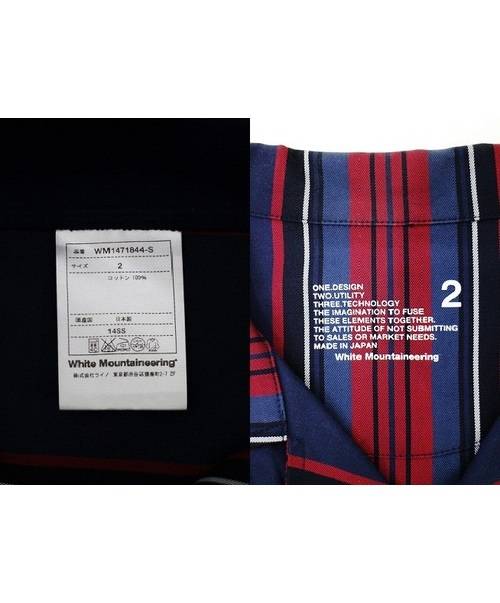 品番 WM1471844-S
サイズ 2
コットン 100%
原産国 日本製
14SS
White Mountaineering®
ONE.DESIGN
TWO.UTILITY
THREE.TECHNOLOGY
THE IMAGINATION TO FUSE
THESE ELEMENTS TOGETHER.
THE ATTITUDE OF NOT SUBMITTING
TO SALES OR MARKET NEEDS.
MADE IN JAPAN
White Mountaineering
2